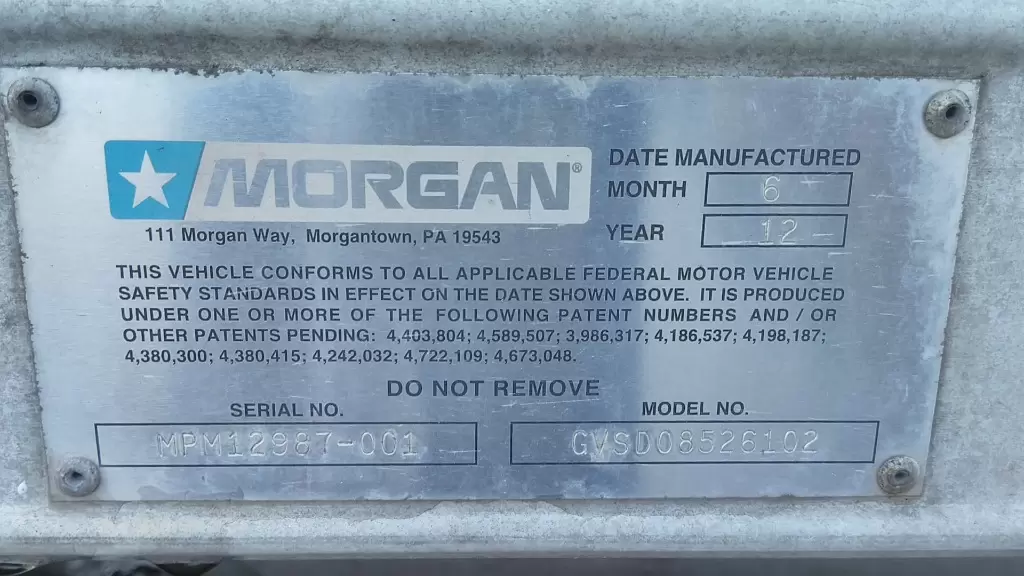 MORGAN®
111 Morgan Way, Morgantown, PA 19543
DATE MANUFACTURED
MONTH 6
YEAR 12
THIS VEHICLE CONFORMS TO ALL APPLICABLE FEDERAL MOTOR VEHICLE
SAFETY STANDARDS IN EFFECT ON THE DATE SHOWN ABOVE. IT IS PRODUCED
UNDER ONE OR MORE OF THE FOLLOWING PATENT NUMBERS AND / OR
OTHER PATENTS PENDING: 4,403,804; 4,589,507; 3,986,317; 4,186,537; 4,198,187;
4,380,300; 4,380,415; 4,242,032; 4,722,109; 4,673,048.
DO NOT REMOVE
SERIAL NO. MODEL NO.
MPM12987-001 GVSD08526102